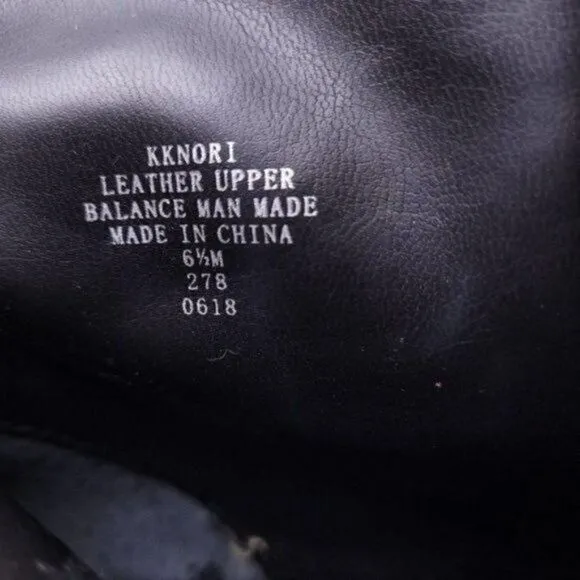 KKNORI
LEATHER UPPER
BALANCE MAN MADE
MADE IN CHINA
6½M
278
0618